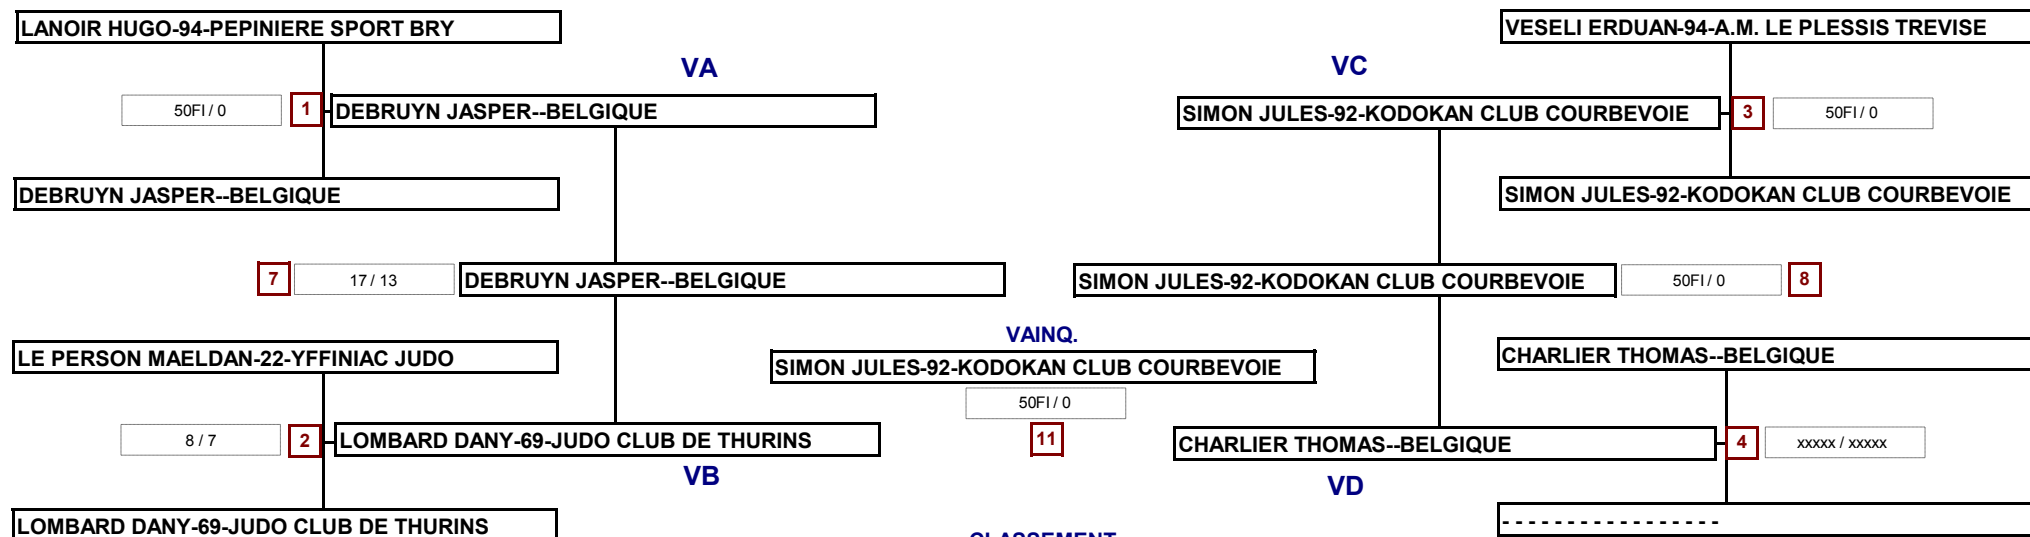 LANOIR HUGO-94-PEPINIERE SPORT BRY
VESELI ERDUAN-94-A.M. LE PLESSIS TREVISE
VA
VC
50FI / 0
1
DEBRUYN JASPER--BELGIQUE
SIMON JULES-92-KODOKAN CLUB COURBEVOIE
3
50FI / 0
DEBRUYN JASPER--BELGIQUE
SIMON JULES-92-KODOKAN CLUB COURBEVOIE
7
17 / 13
DEBRUYN JASPER--BELGIQUE
SIMON JULES-92-KODOKAN CLUB COURBEVOIE
50FI / 0
8
VAINQ.
LE PERSON MAELDAN-22-YFFINIAC JUDO
SIMON JULES-92-KODOKAN CLUB COURBEVOIE
CHARLIER THOMAS--BELGIQUE
50FI / 0
8 / 7
2
LOMBARD DANY-69-JUDO CLUB DE THURINS
11
CHARLIER THOMAS--BELGIQUE
4
xxxxx / xxxxx
VB
VD
LOMBARD DANY-69-JUDO CLUB DE THURINS
CLASSEMENT
- - - - - - - - - - - - - - - - -